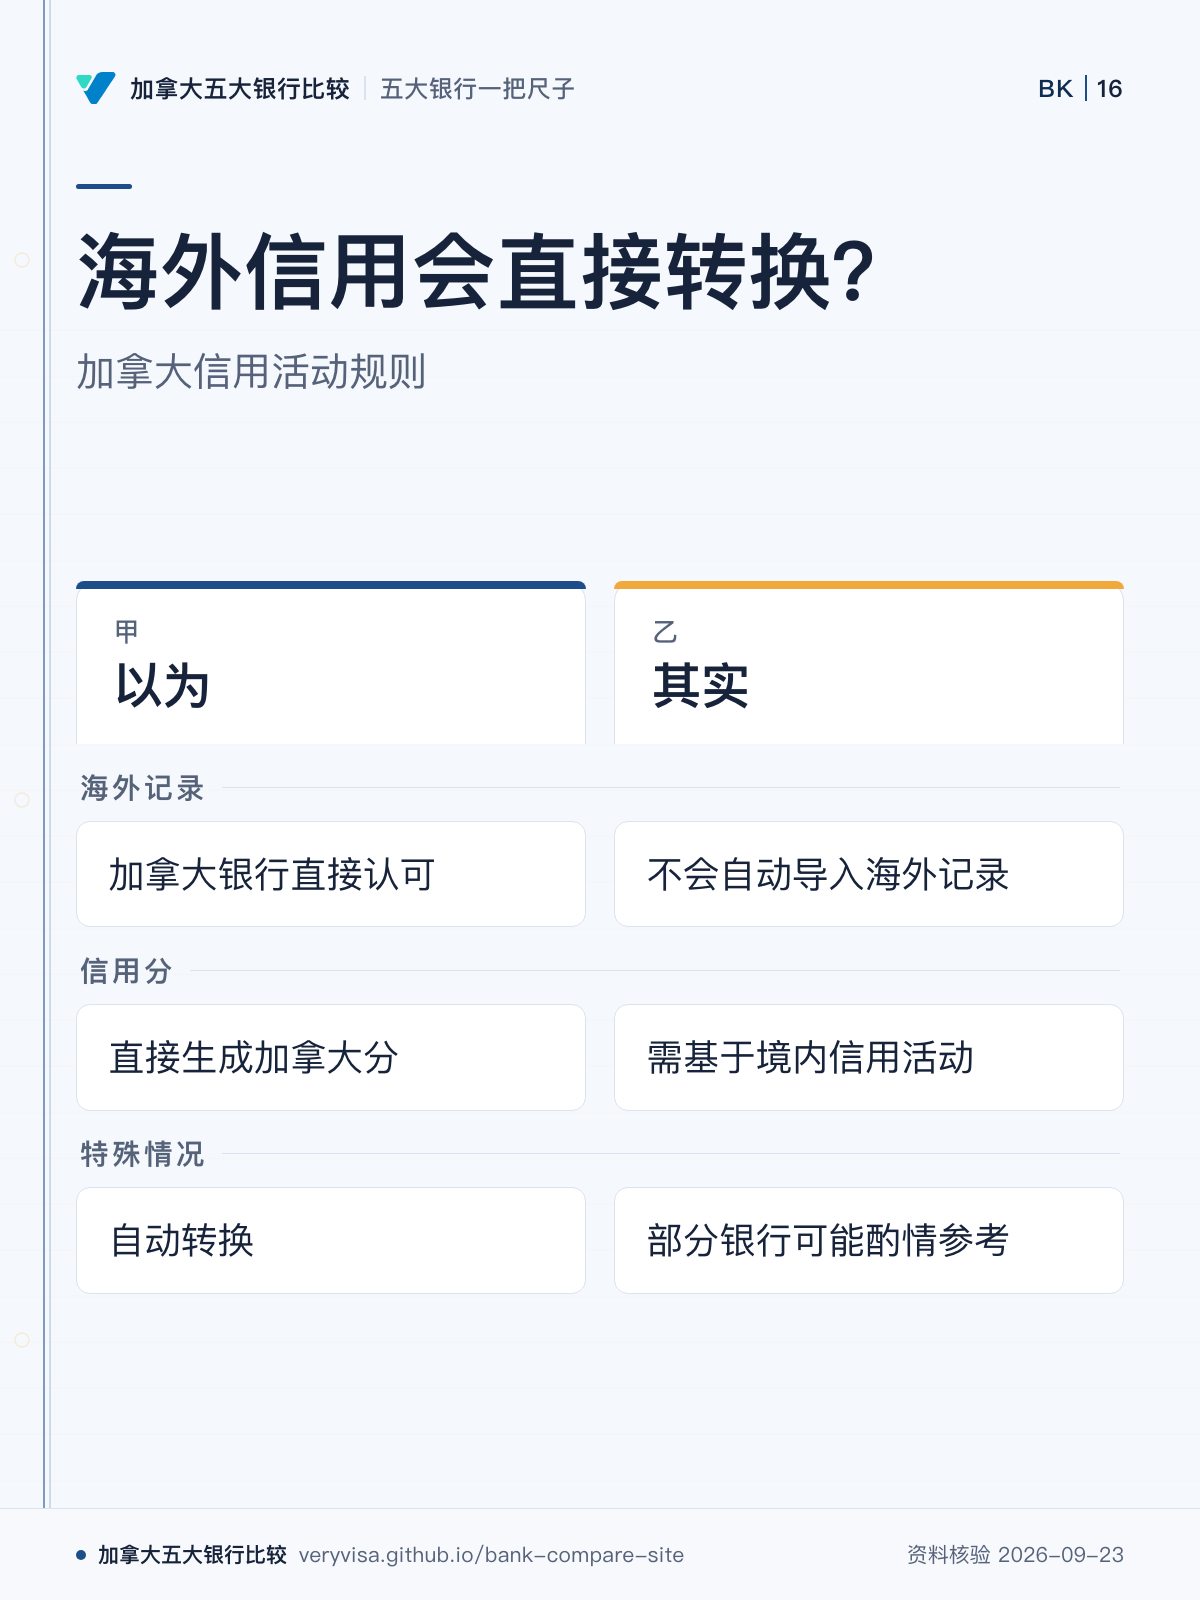 加拿大五大银行比较 | 五大银行一把尺子
BK | 16
海外信用会直接转换?
加拿大信用活动规则
甲
以为
乙
其实
海外记录
加拿大银行直接认可
不会自动导入海外记录
信用分
直接生成加拿大分
需基于境内信用活动
特殊情况
自动转换
部分银行可能酌情参考
加拿大五大银行比较 veryvisa.github.io/bank-compare-site
资料核验 2026-09-23